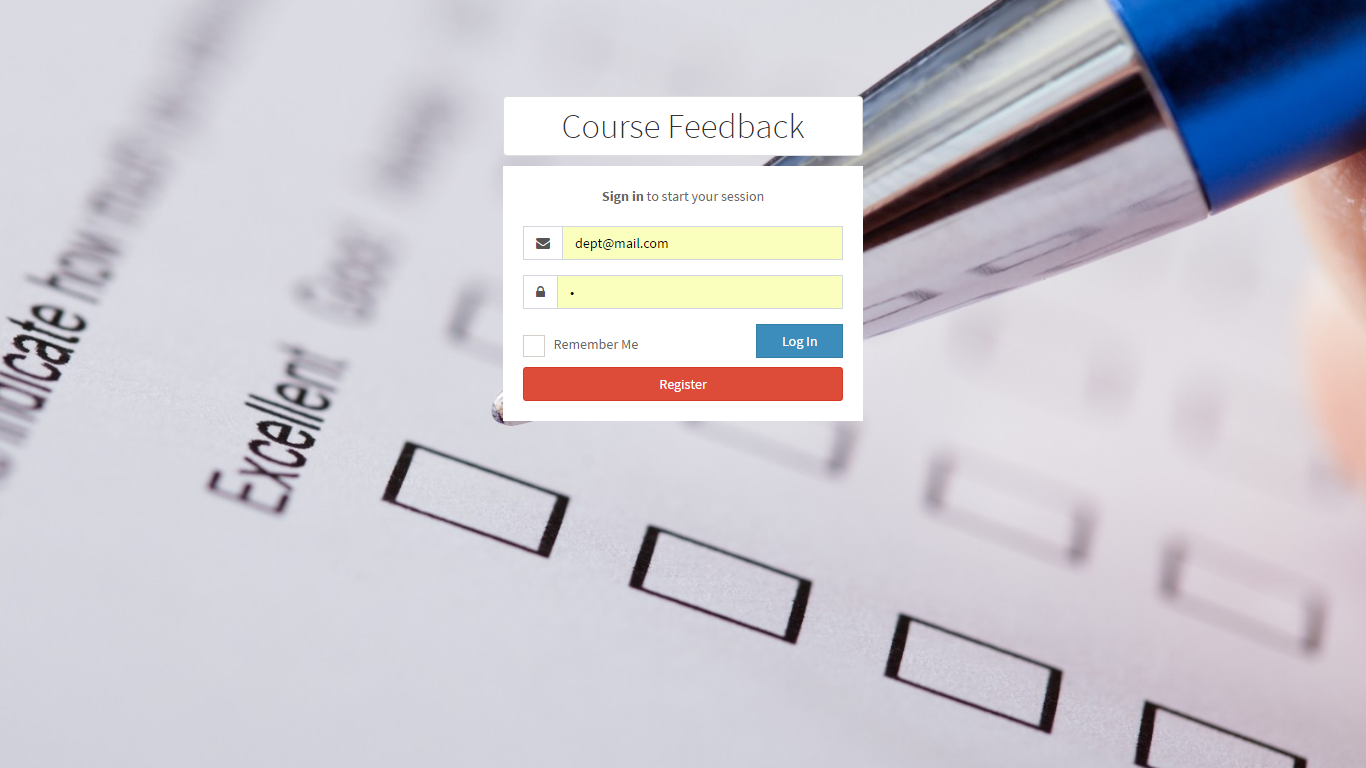 Course Feedback
Sign in to start your session
dept@mail.com
•
Remember Me
Log In
Register
indicate how much
Excellent Good